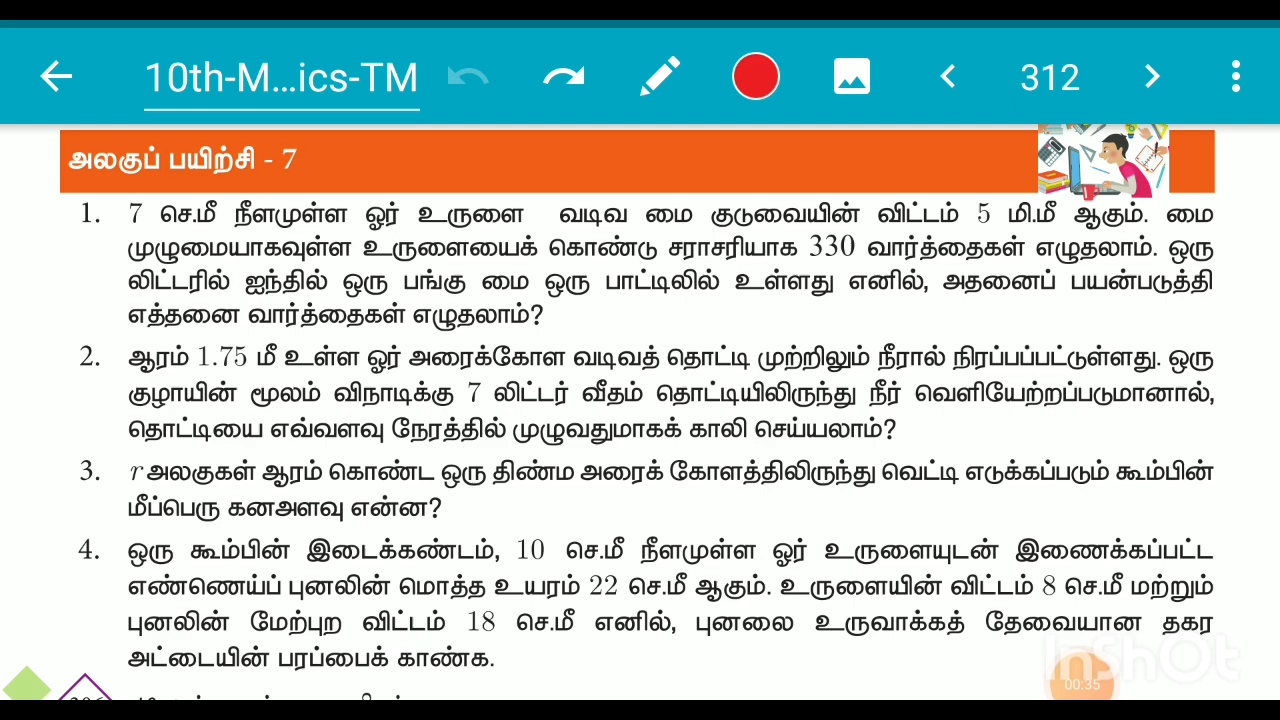 10th-M...ics-TM
312
அலகுப் பயிற்சி - 7
1. 7 செ.மீ நீளமுள்ள ஓர் உருளை வடிவ மை குடுவையின் விட்டம் 5 மி.மீ ஆகும். மை
முழுமையாகவுள்ள உருளையைக் கொண்டு சராசரியாக 330 வார்த்தைகள் எழுதலாம். ஒரு
லிட்டரில் ஐந்தில் ஒரு பங்கு மை ஒரு பாட்டிலில் உள்ளது எனில், அதனைப் பயன்படுத்தி
எத்தனை வார்த்தைகள் எழுதலாம்?
2. ஆரம் 1.75 மீ உள்ள ஓர் அரைக்கோள வடிவத் தொட்டி முற்றிலும் நீரால் நிரப்பப்பட்டுள்ளது. ஒரு
குழாயின் மூலம் விநாடிக்கு 7 லிட்டர் வீதம் தொட்டியிலிருந்து நீர் வெளியேற்றப்படுமானால்,
தொட்டியை எவ்வளவு நேரத்தில் முழுவதுமாகக் காலி செய்யலாம்?
3. r அலகுகள் ஆரம் கொண்ட ஒரு திண்ம அரைக் கோளத்திலிருந்து வெட்டி எடுக்கப்படும் கூம்பின்
மீப்பெரு கனஅளவு என்ன?
4. ஒரு கூம்பின் இடைக்கண்டம், 10 செ.மீ நீளமுள்ள ஓர் உருளையுடன் இணைக்கப்பட்ட
எண்ணெய்ப் புனலின் மொத்த உயரம் 22 செ.மீ ஆகும். உருளையின் விட்டம் 8 செ.மீ மற்றும்
புனலின் மேற்புற விட்டம் 18 செ.மீ எனில், புனலை உருவாக்கத் தேவையான தகர
அட்டையின் பரப்பைக் காண்க.
InShOt
00:35